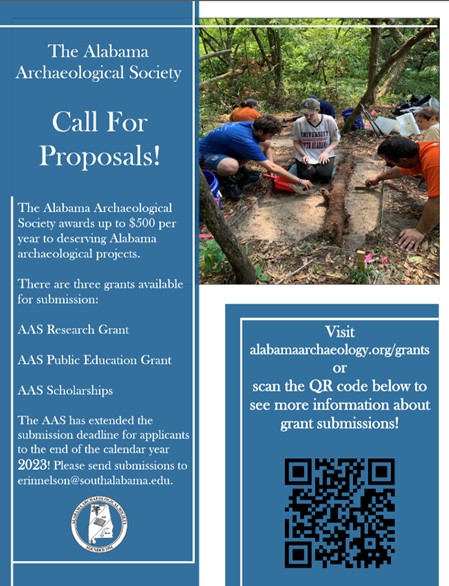 The Alabama
Archaeological Society
Call For
Proposals!
The Alabama Archaeological
Society awards up to $500 per
year to deserving Alabama
archaeological projects.
There are three grants available
for submission:
AAS Research Grant
AAS Public Education Grant
AAS Scholarships
The AAS has extended the
submission deadline for applicants
to the end of the calendar year
2023! Please send submissions to
erinnelson@southalabama.edu.
ALABAMA ARCHAEOLOGICAL SOCIETY
UNIVERSITY
Visit
alabamaarchaeology.org/grants
or
scan the QR code below to
see more information about
grant submissions!